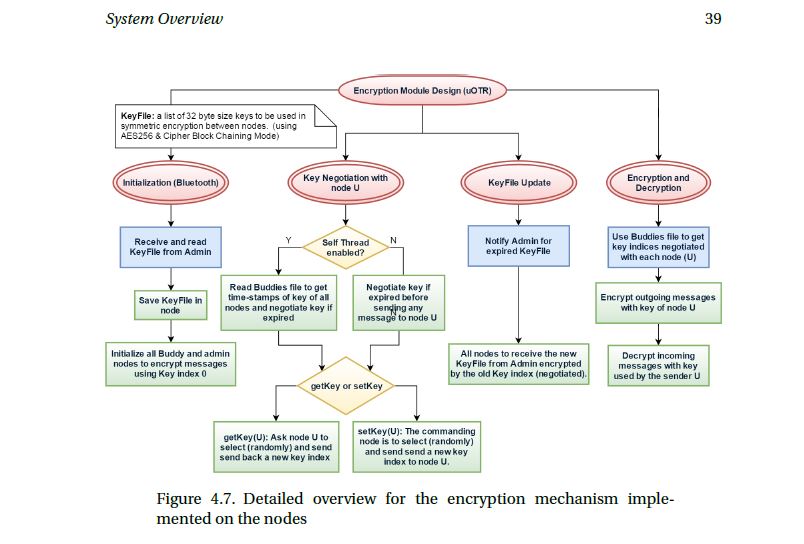 System Overview
39
Encryption Module Design (uOTR)
KeyFile: a list of 32 byte size keys to be used in
symmetric encryption between nodes. (using
AES256 & Cipher Block Chaining Mode)
Initialization (Bluetooth)
Key Negotiation with
node U
KeyFile Update
Encryption and
Decryption
Receive and read
KeyFile from Admin
Y
Self Thread
enabled?
N
Notify Admin for
expired KeyFile
Use Buddies file to get
key indices negotiated
with each node (U)
Save KeyFile in
node
Read Buddies file to get
time-stamps of key of all
nodes and negotiate key if
expired
Negotiate key if
expired before
sending any
message to node U
Encrypt outgoing messages
with key of node U
Initialize all Buddy and admin
nodes to encrypt messages
using Key index 0
getKey or setKey
All nodes to receive the new
KeyFile from Admin encrypted
by the old Key index (negotiated).
Decrypt incoming
messages with key
used by the sender U
getKey(U): Ask node U to
select (randomly) and send
send back a new key index
setKey(U): The commanding
node is to select (randomly)
and send send a new key
index to node U.
Figure 4.7. Detailed overview for the encryption mechanism imple-
mented on the nodes